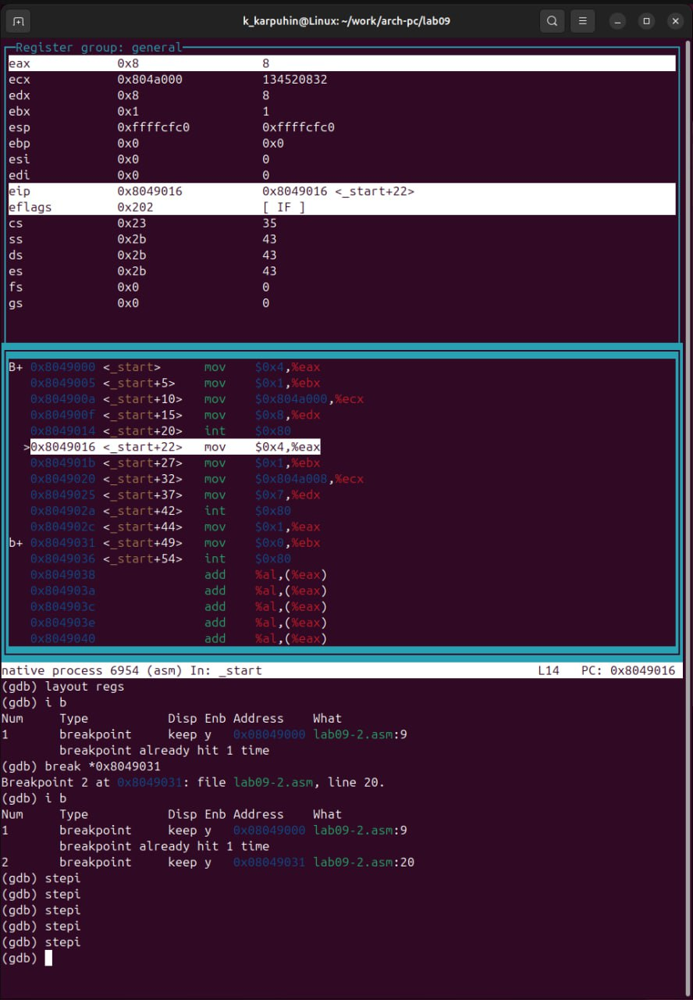 k_karpuhin@Linux: ~/work/arch-pc/lab09
Register group: general
eax 0x8 8
ecx 0x804a000 134520832
edx 0x8 8
ebx 0x1 1
esp 0xffffcfc0 0xffffcfc0
ebp 0x0 0x0
esi 0x0 0
edi 0x0 0
eip 0x8049016 0x8049016 <_start+22>
eflags 0x202 [ IF ]
cs 0x23 35
ss 0x2b 43
ds 0x2b 43
es 0x2b 43
fs 0x0 0
gs 0x0 0
B+ 0x8049000 <_start> mov $0x4,%eax
0x8049005 <_start+5> mov $0x1,%ebx
0x804900a <_start+10> mov $0x804a000,%ecx
0x804900f <_start+15> mov $0x8,%edx
0x8049014 <_start+20> int $0x80
>0x8049016 <_start+22> mov $0x4,%eax
0x804901b <_start+27> mov $0x1,%ebx
0x8049020 <_start+32> mov $0x804a008,%ecx
0x8049025 <_start+37> mov $0x7,%edx
0x804902a <_start+42> int $0x80
0x804902c <_start+44> mov $0x1,%eax
b+ 0x8049031 <_start+49> mov $0x0,%ebx
0x8049036 <_start+54> int $0x80
0x8049038 add %al,(%eax)
0x804903a add %al,(%eax)
0x804903c add %al,(%eax)
0x804903e add %al,(%eax)
0x8049040 add %al,(%eax)
native process 6954 (asm) In: _start L14 PC: 0x8049016
(gdb) layout regs
(gdb) i b
Num Type Disp Enb Address What
1 breakpoint keep y 0x08049000 lab09-2.asm:9
breakpoint already hit 1 time
(gdb) break *0x8049031
Breakpoint 2 at 0x8049031: file lab09-2.asm, line 20.
(gdb) i b
Num Type Disp Enb Address What
1 breakpoint keep y 0x08049000 lab09-2.asm:9
breakpoint already hit 1 time
2 breakpoint keep y 0x08049031 lab09-2.asm:20
(gdb) stepi
(gdb) stepi
(gdb) stepi
(gdb) stepi
(gdb) stepi
(gdb)